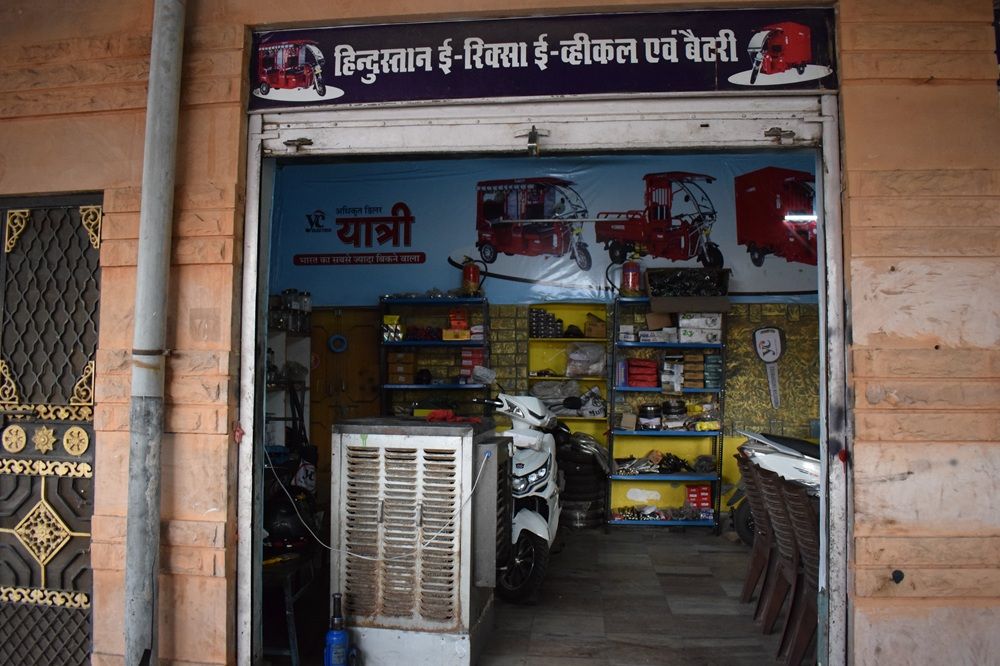 हिन्दुस्तान ई-रिक्सा ई-व्हीकल एवं बैटरी
अधिकृत डिलर
यात्री
भारत का सबसे ज्यादा बिकने वाला